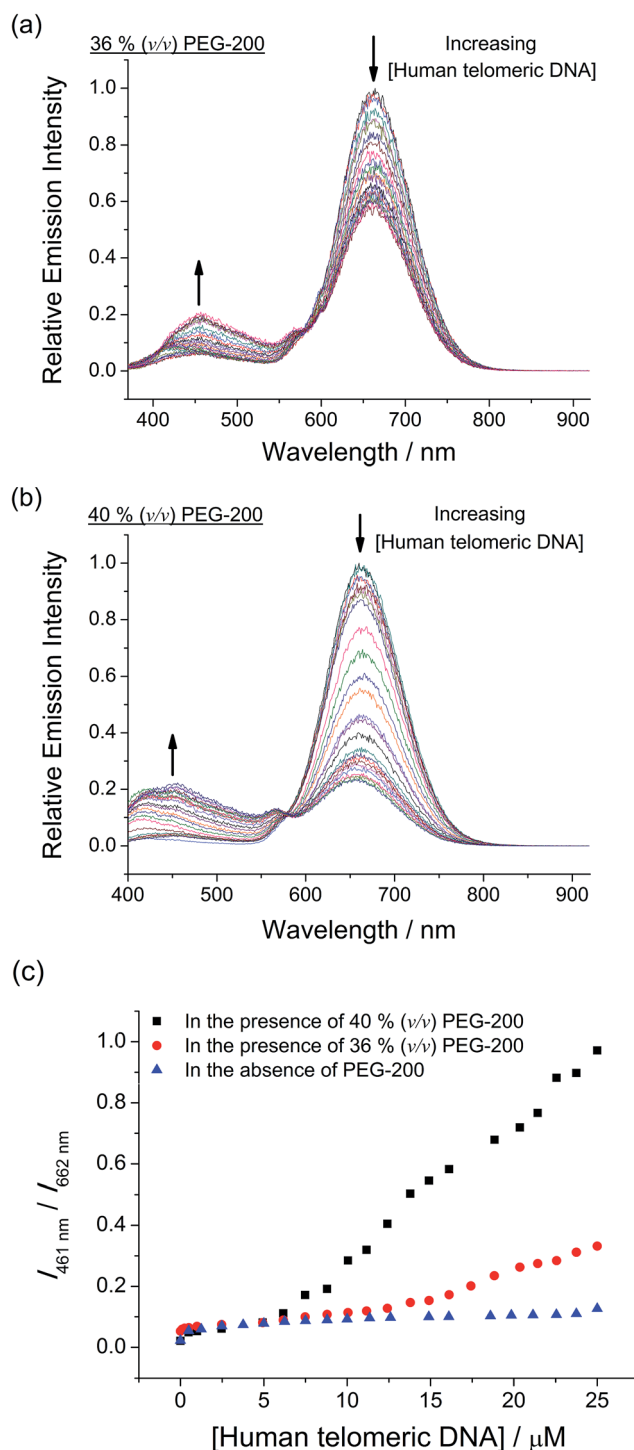 (a)
36 % (v/v) PEG-200
Increasing
[Human telomeric DNA]
Relative Emission Intensity
1.0
0.8
0.6
0.4
0.2
0.0
400 500 600 700 800 900
Wavelength / nm
(b)
40 % (v/v) PEG-200
Increasing
[Human telomeric DNA]
Relative Emission Intensity
1.0
0.8
0.6
0.4
0.2
0.0
400 500 600 700 800 900
Wavelength / nm
(c)
In the presence of 40 % (v/v) PEG-200
In the presence of 36 % (v/v) PEG-200
In the absence of PEG-200
I461 nm / I662 nm
1.0
0.8
0.6
0.4
0.2
0.0
0 5 10 15 20 25
[Human telomeric DNA] / μM